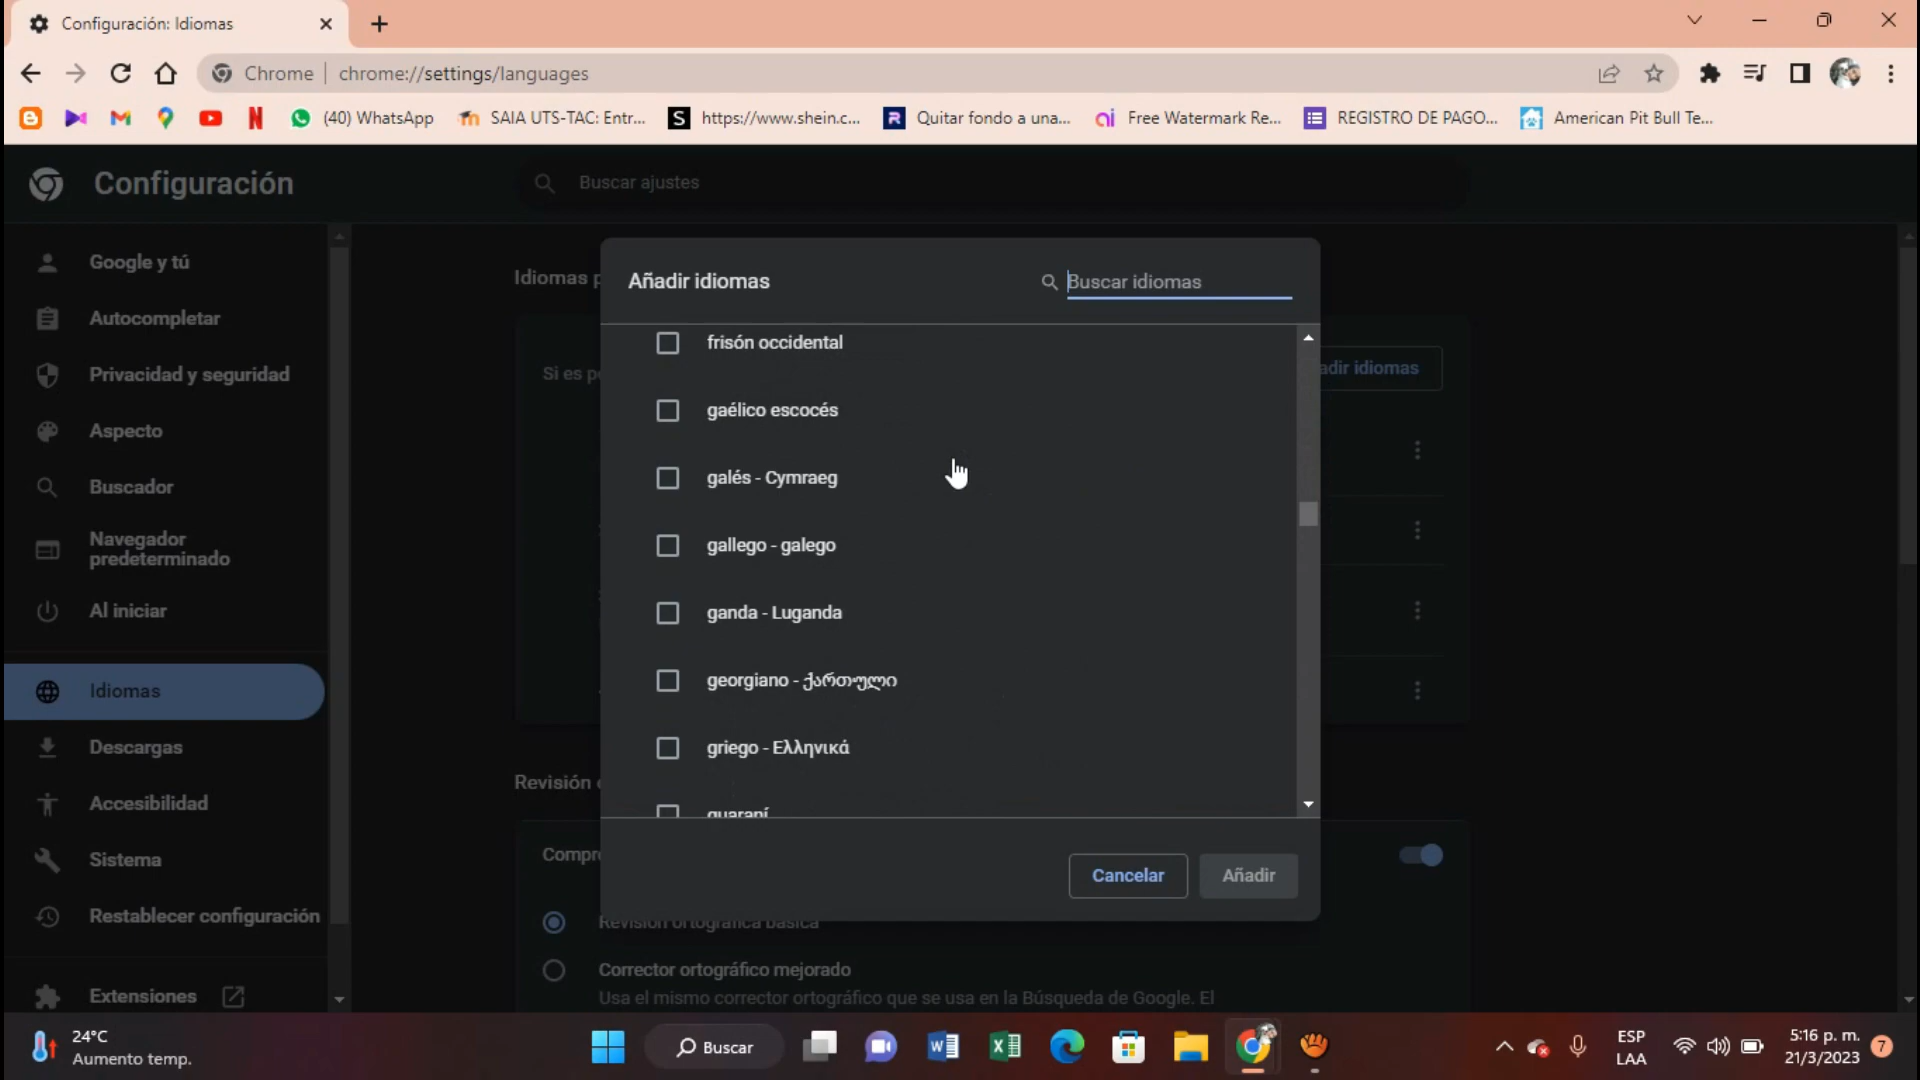 Configuración: Idiomas
Chrome
chrome://settings/languages
(40) WhatsApp
SAIA UTS-TAC: Entr...
https://www.shein.c...
Quitar fondo a una...
Free Watermark Re...
REGISTRO DE PAGO...
American Pit Bull Te...
Configuración
Buscar ajustes
Google y tú
Autocompletar
Privacidad y seguridad
Aspecto
Buscador
Navegador
predeterminado
Al iniciar
Idiomas
Descargas
Accesibilidad
Sistema
Restablecer configuración
Extensiones
Idiomas p
Si es p
adir idiomas
Añadir idiomas
Buscar idiomas
frisón occidental
gaélico escocés
galés - Cymraeg
gallego - galego
ganda - Luganda
georgiano - ქართული
griego - Ελληνικά
guaraní
Cancelar
Añadir
Revisión
Compr
Revisión ortográfica básica
Corrector ortográfico mejorado
Usa el mismo corrector ortográfico que se usa en la Búsqueda de Google. El
24°C
Aumento temp.
Buscar
ESP
LAA
5:16 p. m.
21/3/2023
7